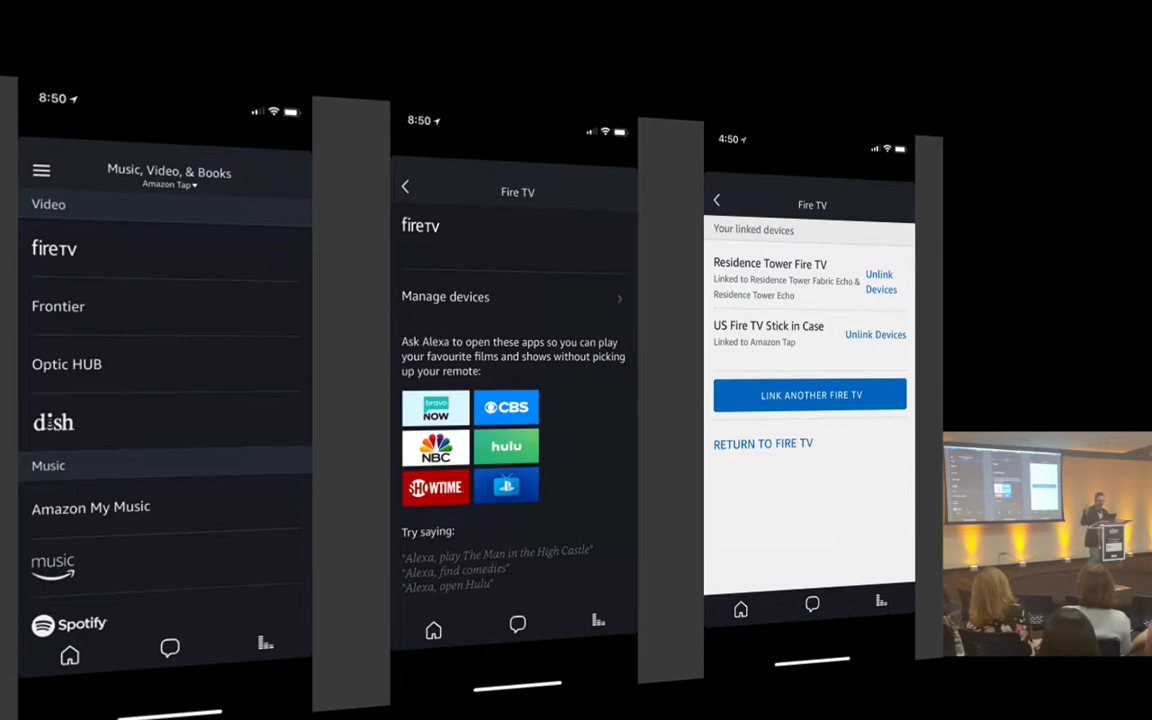 8:50
Music, Video, & Books
Amazon Tap
Video
fireTV
Frontier
Optic HUB
dish
Music
Amazon My Music
music
Spotify
8:50
Fire TV
fireTV
Manage devices
Ask Alexa to open these apps so you can play
your favourite films and shows without picking
up your remote:
bravo
NOW
CBS
NBC
hulu
SHOWTIME
Try saying:
"Alexa, play The Man in the High Castle"
"Alexa, find comedies"
"Alexa, open Hulu"
4:50
Fire TV
Your linked devices
Residence Tower Fire TV
Linked to Residence Tower Fabric Echo &
Residence Tower Echo
Unlink
Devices
US Fire TV Stick in Case
Linked to Amazon Tap
Unlink Devices
LINK ANOTHER FIRE TV
RETURN TO FIRE TV